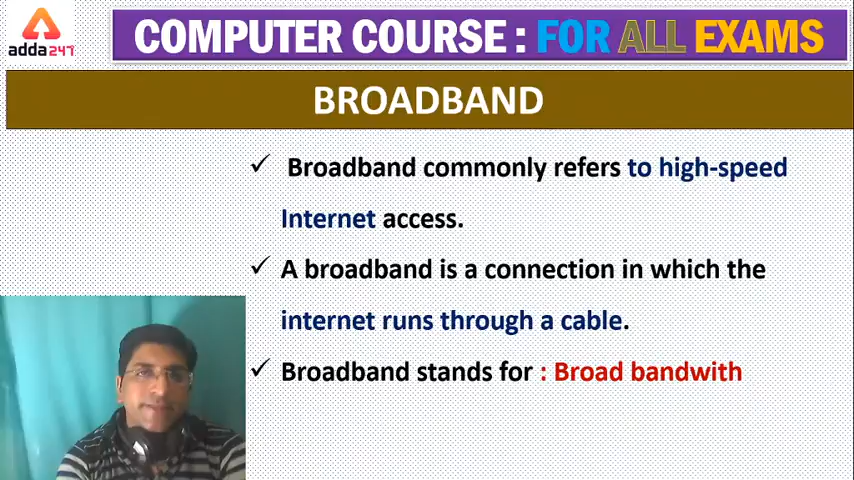 adda247
COMPUTER COURSE : FOR ALL EXAMS
BROADBAND
✓ Broadband commonly refers to high-speed
Internet access.
✓ A broadband is a connection in which the
internet runs through a cable.
✓ Broadband stands for : Broad bandwith